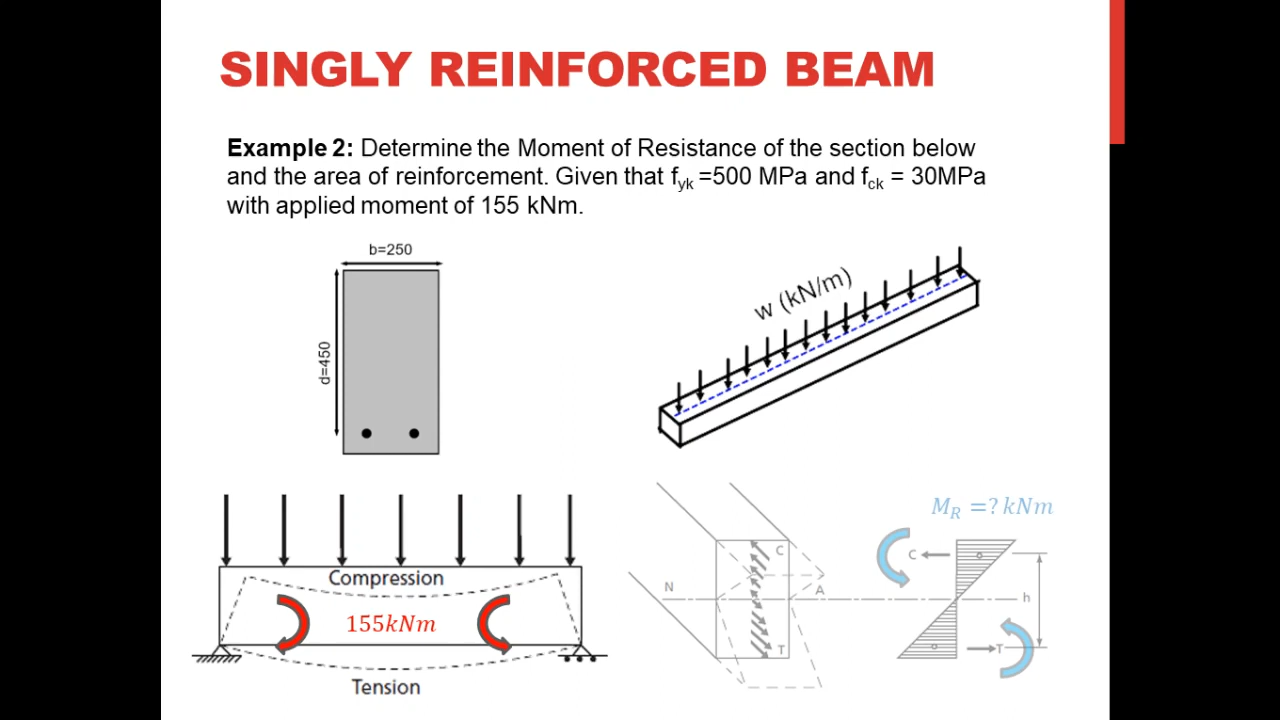 SINGLY REINFORCED BEAM
Example 2: Determine the Moment of Resistance of the section below
and the area of reinforcement. Given that fyk =500 MPa and fck = 30MPa
with applied moment of 155 kNm.
b=250
d=450
w (kN/m)
Compression
155kNm
Tension
MR =? kNm
C
N
A
T
C
h
T